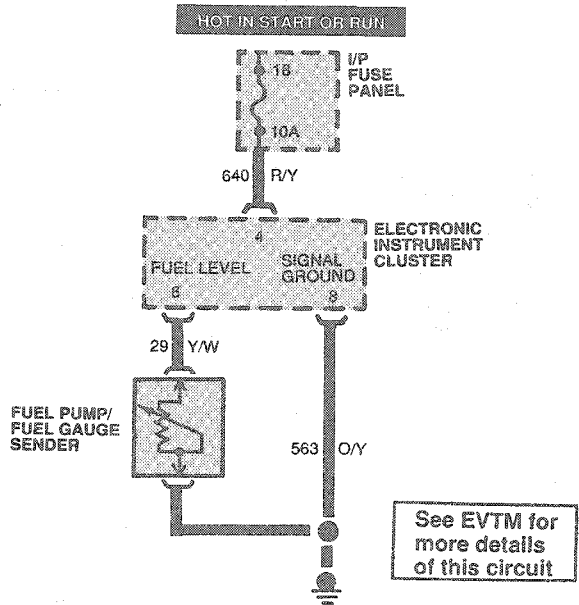 HOT IN START OR RUN
I/P
FUSE
PANEL
18
10A
640 R/Y
4
ELECTRONIC
INSTRUMENT
CLUSTER
FUEL LEVEL
SIGNAL
GROUND
6
8
29 Y/W
FUEL PUMP/
FUEL GAUGE
SENDER
563 O/Y
See EVTM for
more details
of this circuit